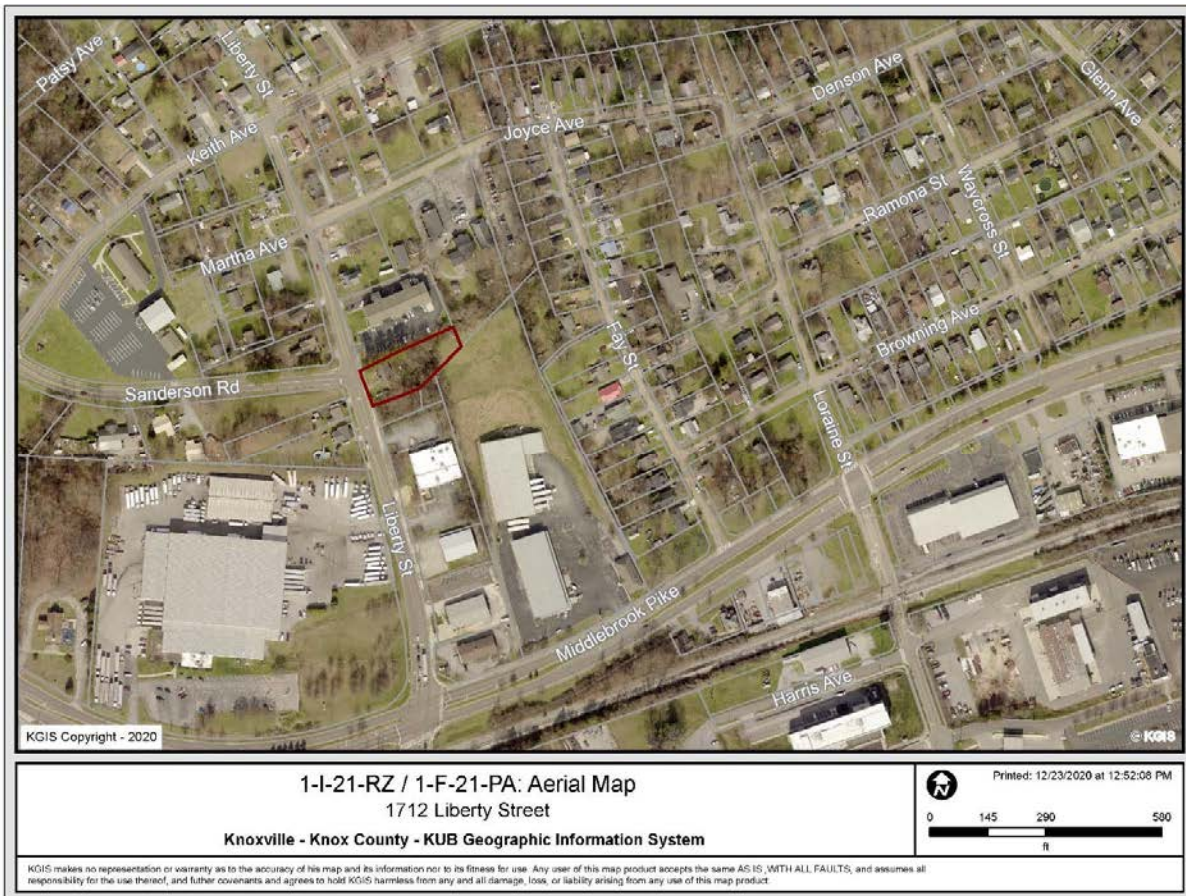 Patsy Ave
Liberty St
Keith Ave
Joyce Ave
Denson Ave
Glenn Ave
Martha Ave
Ramona St
Waycross St
Fay St
Browning Ave
Sanderson Rd
Loraine St
Liberty St
Middlebrook Pike
Harris Ave
KGIS Copyright - 2020
© KGIS
1-I-21-RZ / 1-F-21-PA: Aerial Map
1712 Liberty Street
Knoxville - Knox County - KUB Geographic Information System
N
Printed: 12/23/2020 at 12:52:08 PM
0 145 290 580
ft
KGIS makes no representation or warranty as to the accuracy of his map and its information nor to its fitness for use. Any user of this map product accepts the same AS IS ,WITH ALL FAULTS, and assumes all
responsibility for the use thereof, and futher covenants and agrees to hold KGIS harmless from any and all damage, loss, or liability arising from any use of this map product.